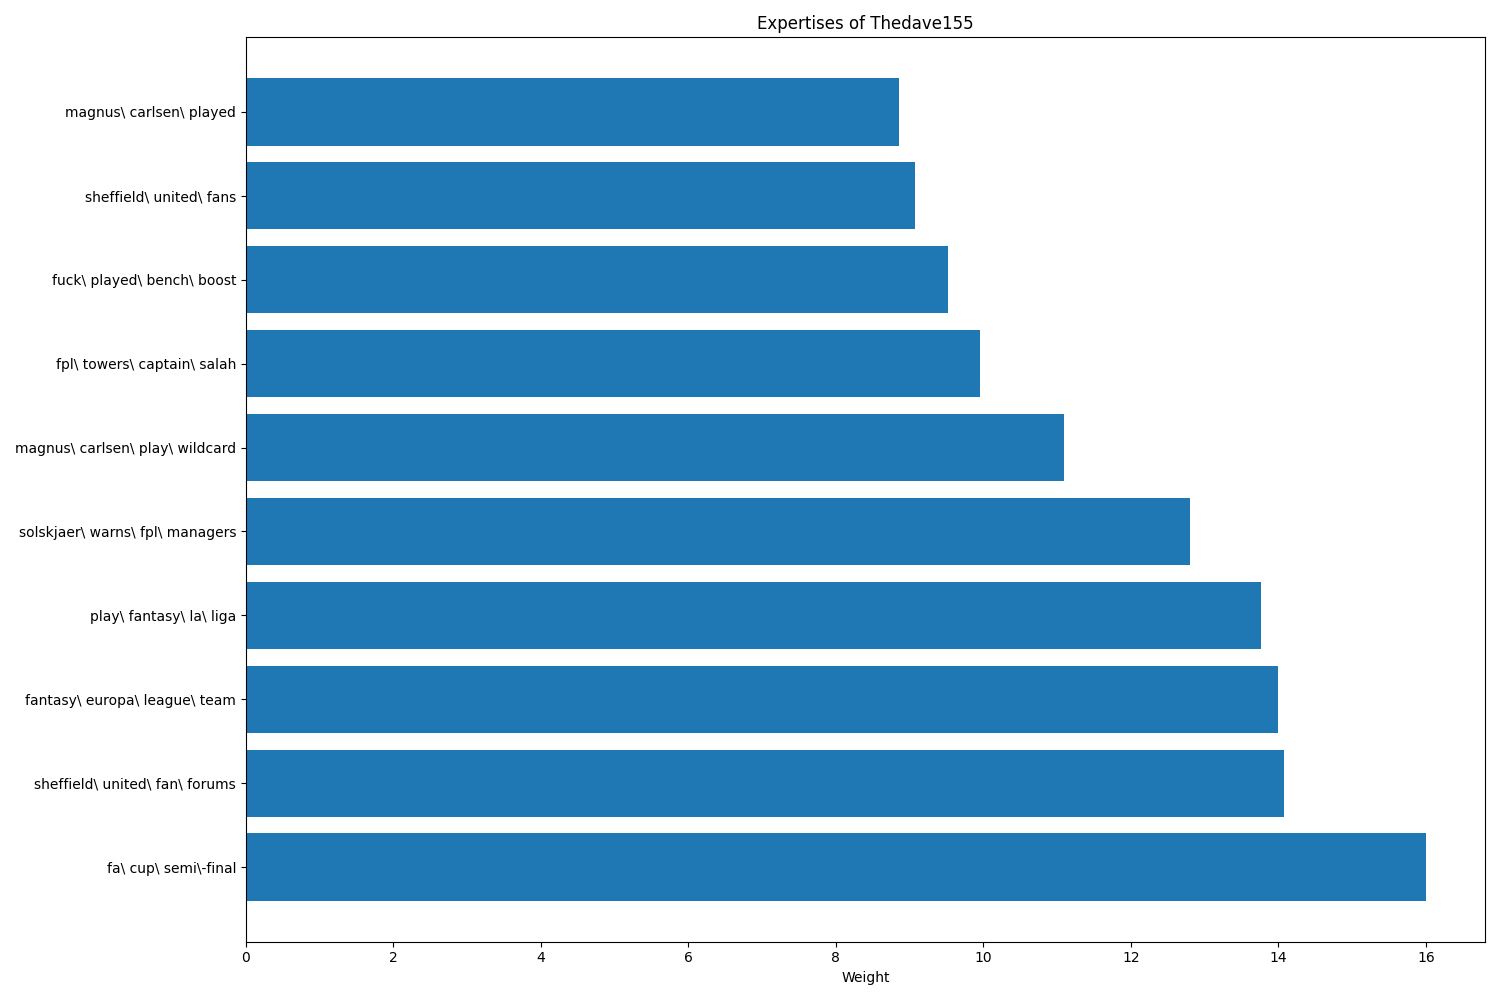 Expertises of Thedave155
magnus\ carlsen\ played
sheffield\ united\ fans
fuck\ played\ bench\ boost
fpl\ towers\ captain\ salah
magnus\ carlsen\ play\ wildcard
solskjaer\ warns\ fpl\ managers
play\ fantasy\ la\ liga
fantasy\ europa\ league\ team
sheffield\ united\ fan\ forums
fa\ cup\ semi\-final
0 2 4 6 8 10 12 14 16
Weight